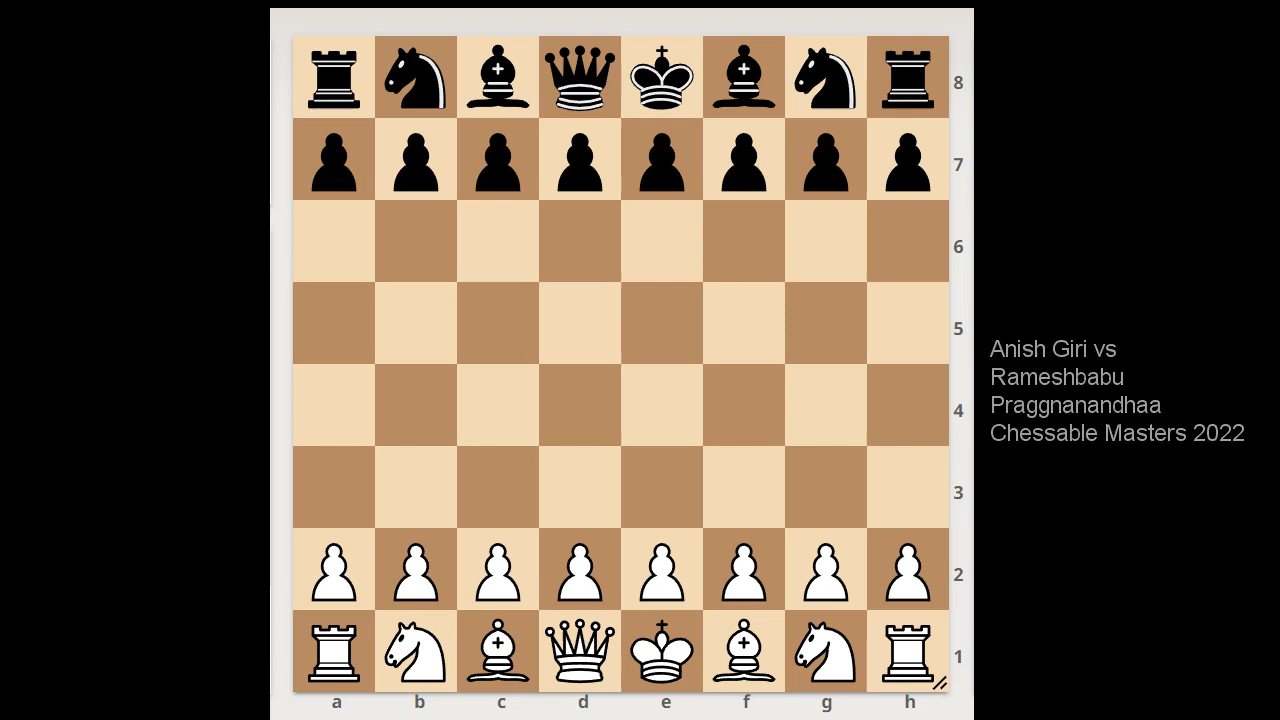 8
7
6
5
4
3
2
1
a b c d e f g h
Anish Giri vs
Rameshbabu
Praggnanandhaa
Chessable Masters 2022